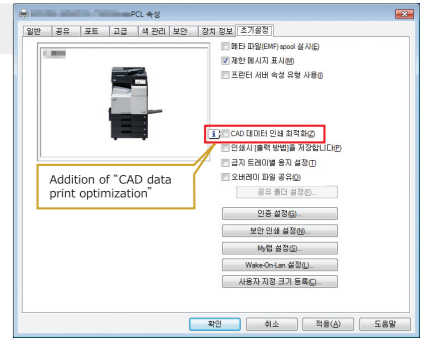 PCL 속성
일반 공유 포트 고급 색 관리 보안 장치 정보 초기설정
메타 파일(EMF) spool 실시(E)
제한 메시지 표시(M)
프린터 서버 속성 유형 사용(I)
CAD 데이터 인쇄 최적화(Z)
인쇄시 [출력 방법]을 저장합니다(P)
급지 트레이별 용지 설정(T)
오버레이 파일 공유(O)
공유 폴더 설정(F)...
인증 설정(G)...
보안 인쇄 설정(N)...
My탭 설정(S)...
Wake-On-Lan 설정(L)...
사용자 지정 크기 등록(C)...
Addition of “CAD data
print optimization”
확인 취소 적용(A) 도움말